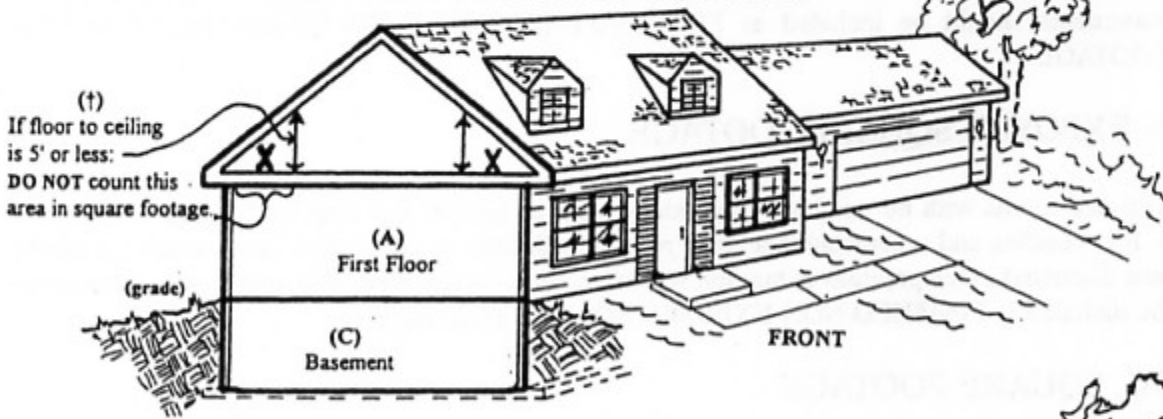 (†)
If floor to ceiling
is 5' or less:
DO NOT count this
area in square footage.
X
X
(A)
First Floor
(grade)
(C)
Basement
FRONT